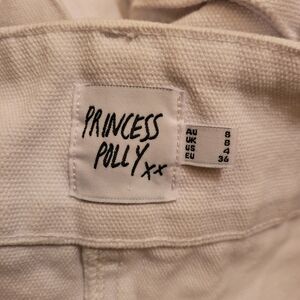 PRINCESS
POLLY xx
AU 8
UK 8
US 4
EU 36